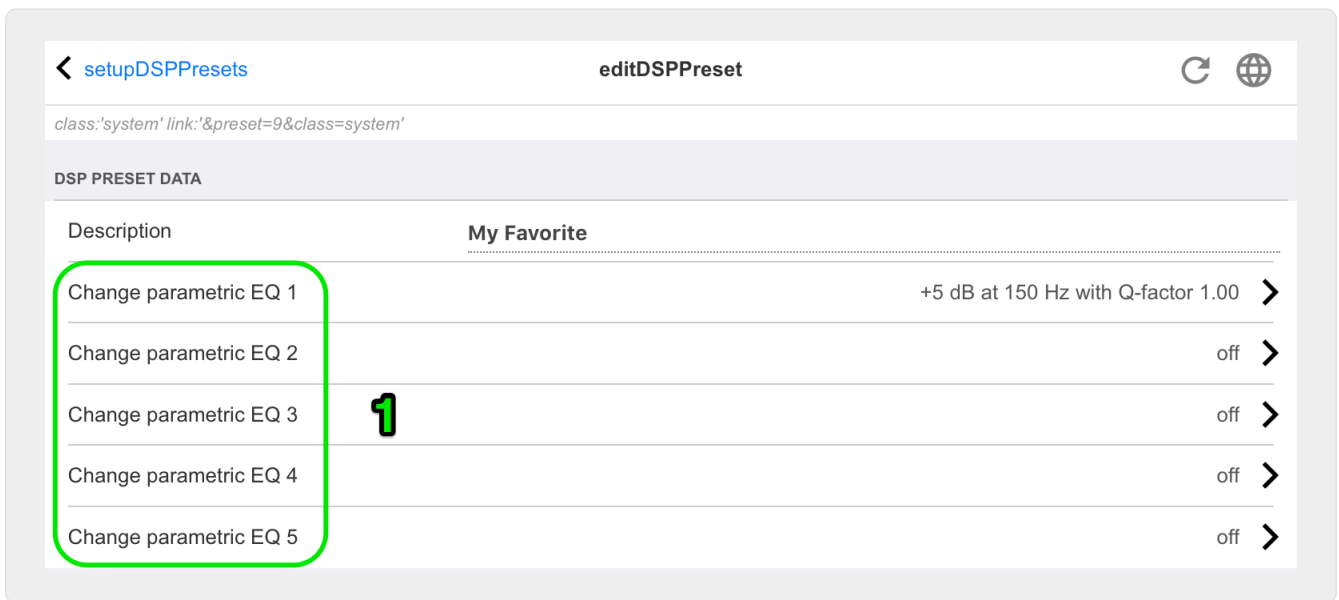 setupDSPPresets editDSPPreset
class:'system' link:'&preset=9&class=system'
DSP PRESET DATA
Description My Favorite
Change parametric EQ 1 +5 dB at 150 Hz with Q-factor 1.00
Change parametric EQ 2 off
Change parametric EQ 3 off
1
Change parametric EQ 4 off
Change parametric EQ 5 off